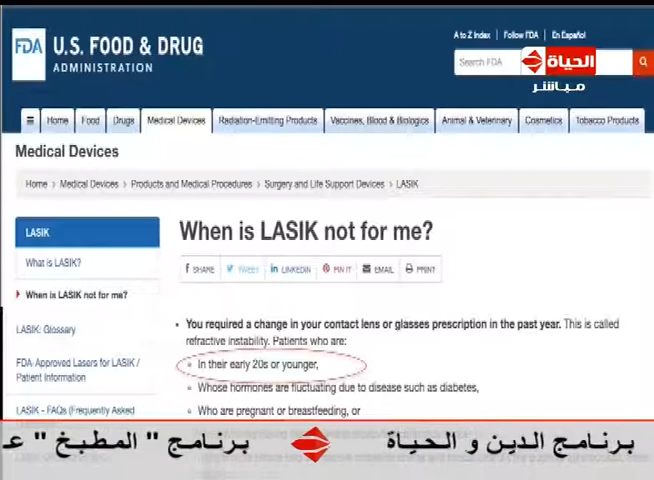 A to Z Index | Follow FDA | En Español
FDA U.S. FOOD & DRUG
ADMINISTRATION
Search FDA
الحياة
مباشر
Home Food Drugs Medical Devices Radiation-Emitting Products Vaccines, Blood & Biologics Animal & Veterinary Cosmetics Tobacco Products
Medical Devices
Home > Medical Devices > Products and Medical Procedures > Surgery and Life Support Devices > LASIK
LASIK
What is LASIK?
When is LASIK not for me?
LASIK: Glossary
FDA-Approved Lasers for LASIK /
Patient Information
LASIK - FAQs (Frequently Asked
When is LASIK not for me?
SHARE TWEET LINKEDIN PIN IT EMAIL PRINT
• You required a change in your contact lens or glasses prescription in the past year. This is called
refractive instability. Patients who are:
In their early 20s or younger,
Whose hormones are fluctuating due to disease such as diabetes,
Who are pregnant or breastfeeding, or
برنامج الدين و الحياة برنامج " المطبخ " عـ